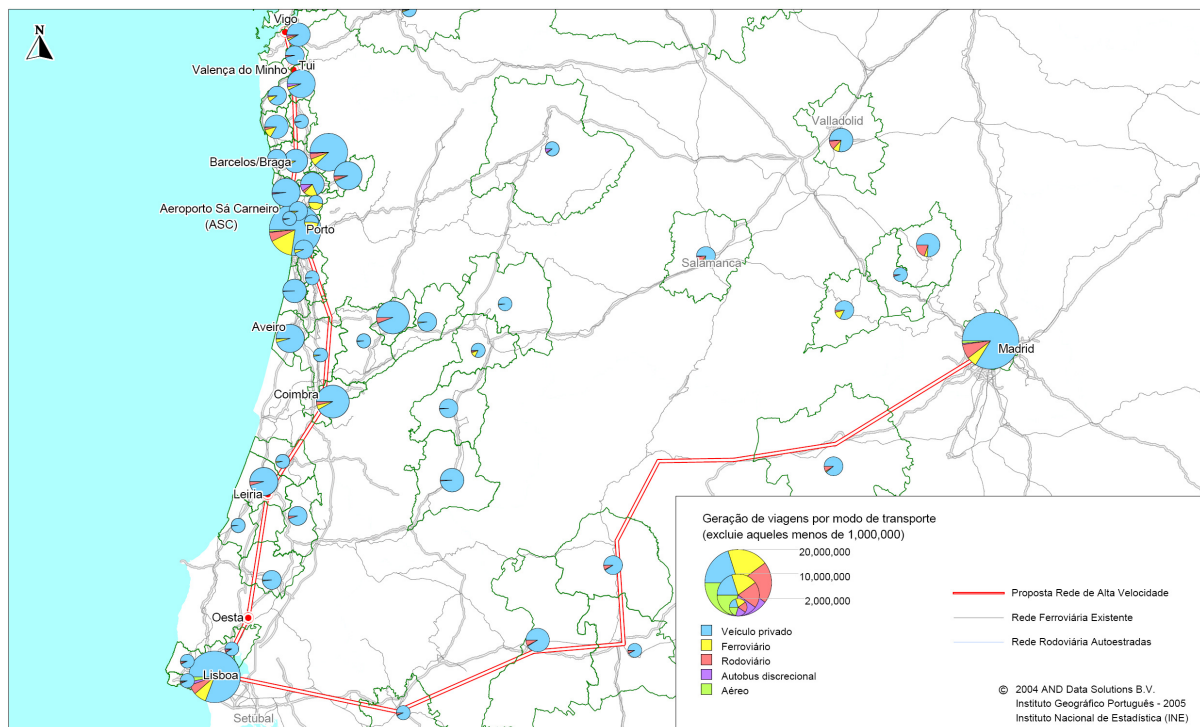 N
Vigo
Valença do Minho
Tui
Valladolid
Barcelos/Braga
Aeroporto Sá Carneiro
(ASC)
Porto
Salamanca
Aveiro
Madrid
Coimbra
Leiria
Oesta
Lisboa
Setúbal
Geração de viagens por modo de transporte
(excluie aqueles menos de 1,000,000)
20,000,000
10,000,000
2,000,000
Veículo privado
Ferroviário
Rodoviário
Autobus discrecional
Aéreo
Proposta Rede de Alta Velocidade
Rede Ferroviária Existente
Rede Rodoviária Autoestradas
© 2004 AND Data Solutions B.V.
Instituto Geográfico Português - 2005
Instituto Nacional de Estatística (INE)